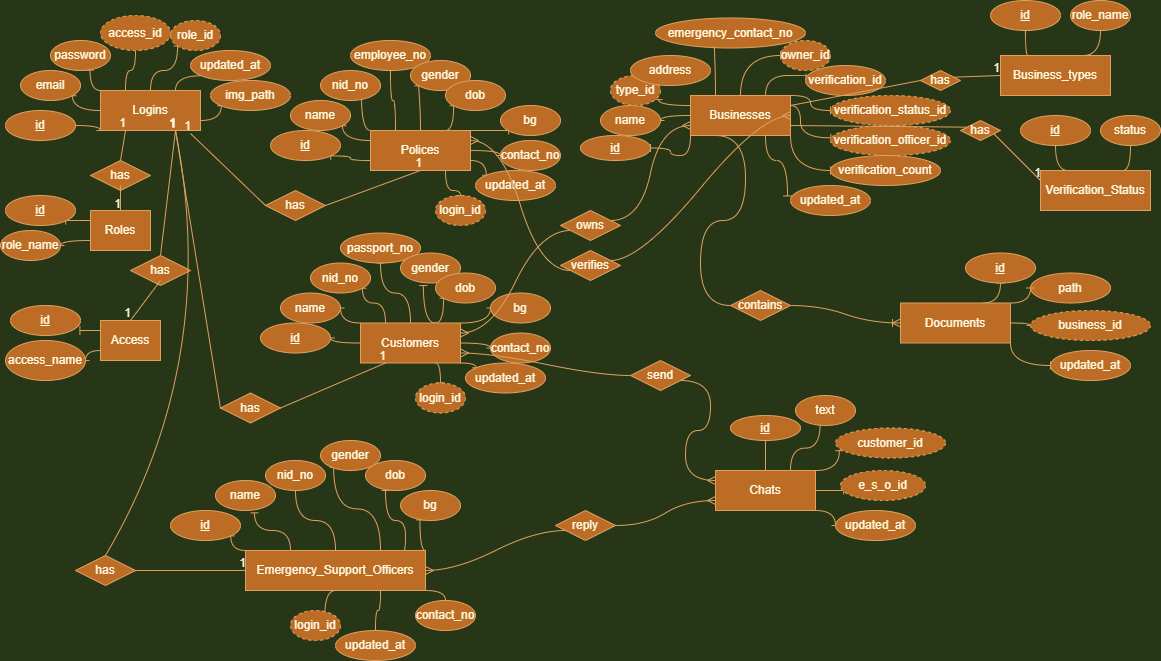 access_id
role_id
password
updated_at
email
img_path
Logins
id
1
1
1
1
has
1
id
Roles
role_name
has
1
id
Access
access_name
employee_no
gender
nid_no
dob
name
bg
id
Polices
1
contact_no
updated_at
login_id
has
passport_no
gender
nid_no
dob
name
bg
id
Customers
1
contact_no
updated_at
login_id
has
gender
nid_no
dob
name
bg
id
has
1
Emergency_Support_Officers
login_id
contact_no
updated_at
emergency_contact_no
owner_id
address
verification_id
type_id
verification_status_id
name
Businesses
verification_officer_id
id
verification_count
updated_at
has
1
id
role_name
Business_types
has
1
id
status
Verification_Status
owns
verifies
contains
id
path
Documents
business_id
updated_at
send
text
id
customer_id
Chats
e_s_o_id
updated_at
reply